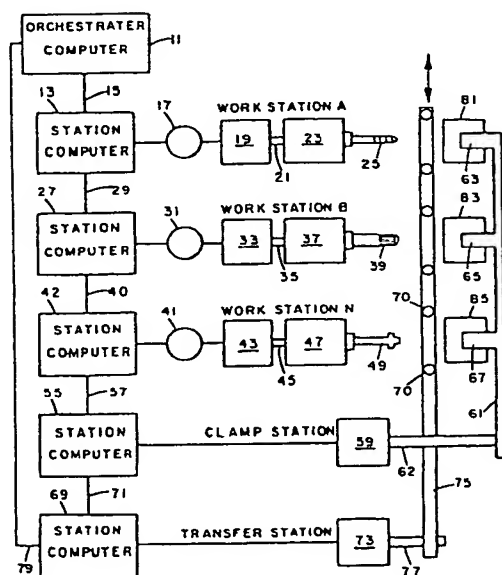 ORCHESTRATER
COMPUTER
11
13
15
17
WORK STATION A
81
STATION
COMPUTER
19
23
21
25
63
27
29
31
WORK STATION B
83
STATION
COMPUTER
33
37
35
39
65
42
40
41
WORK STATION N
70
85
STATION
COMPUTER
43
47
45
49
70
67
55
57
61
STATION
COMPUTER
CLAMP STATION
59
62
69
71
75
STATION
COMPUTER
TRANSFER STATION
73
79
77